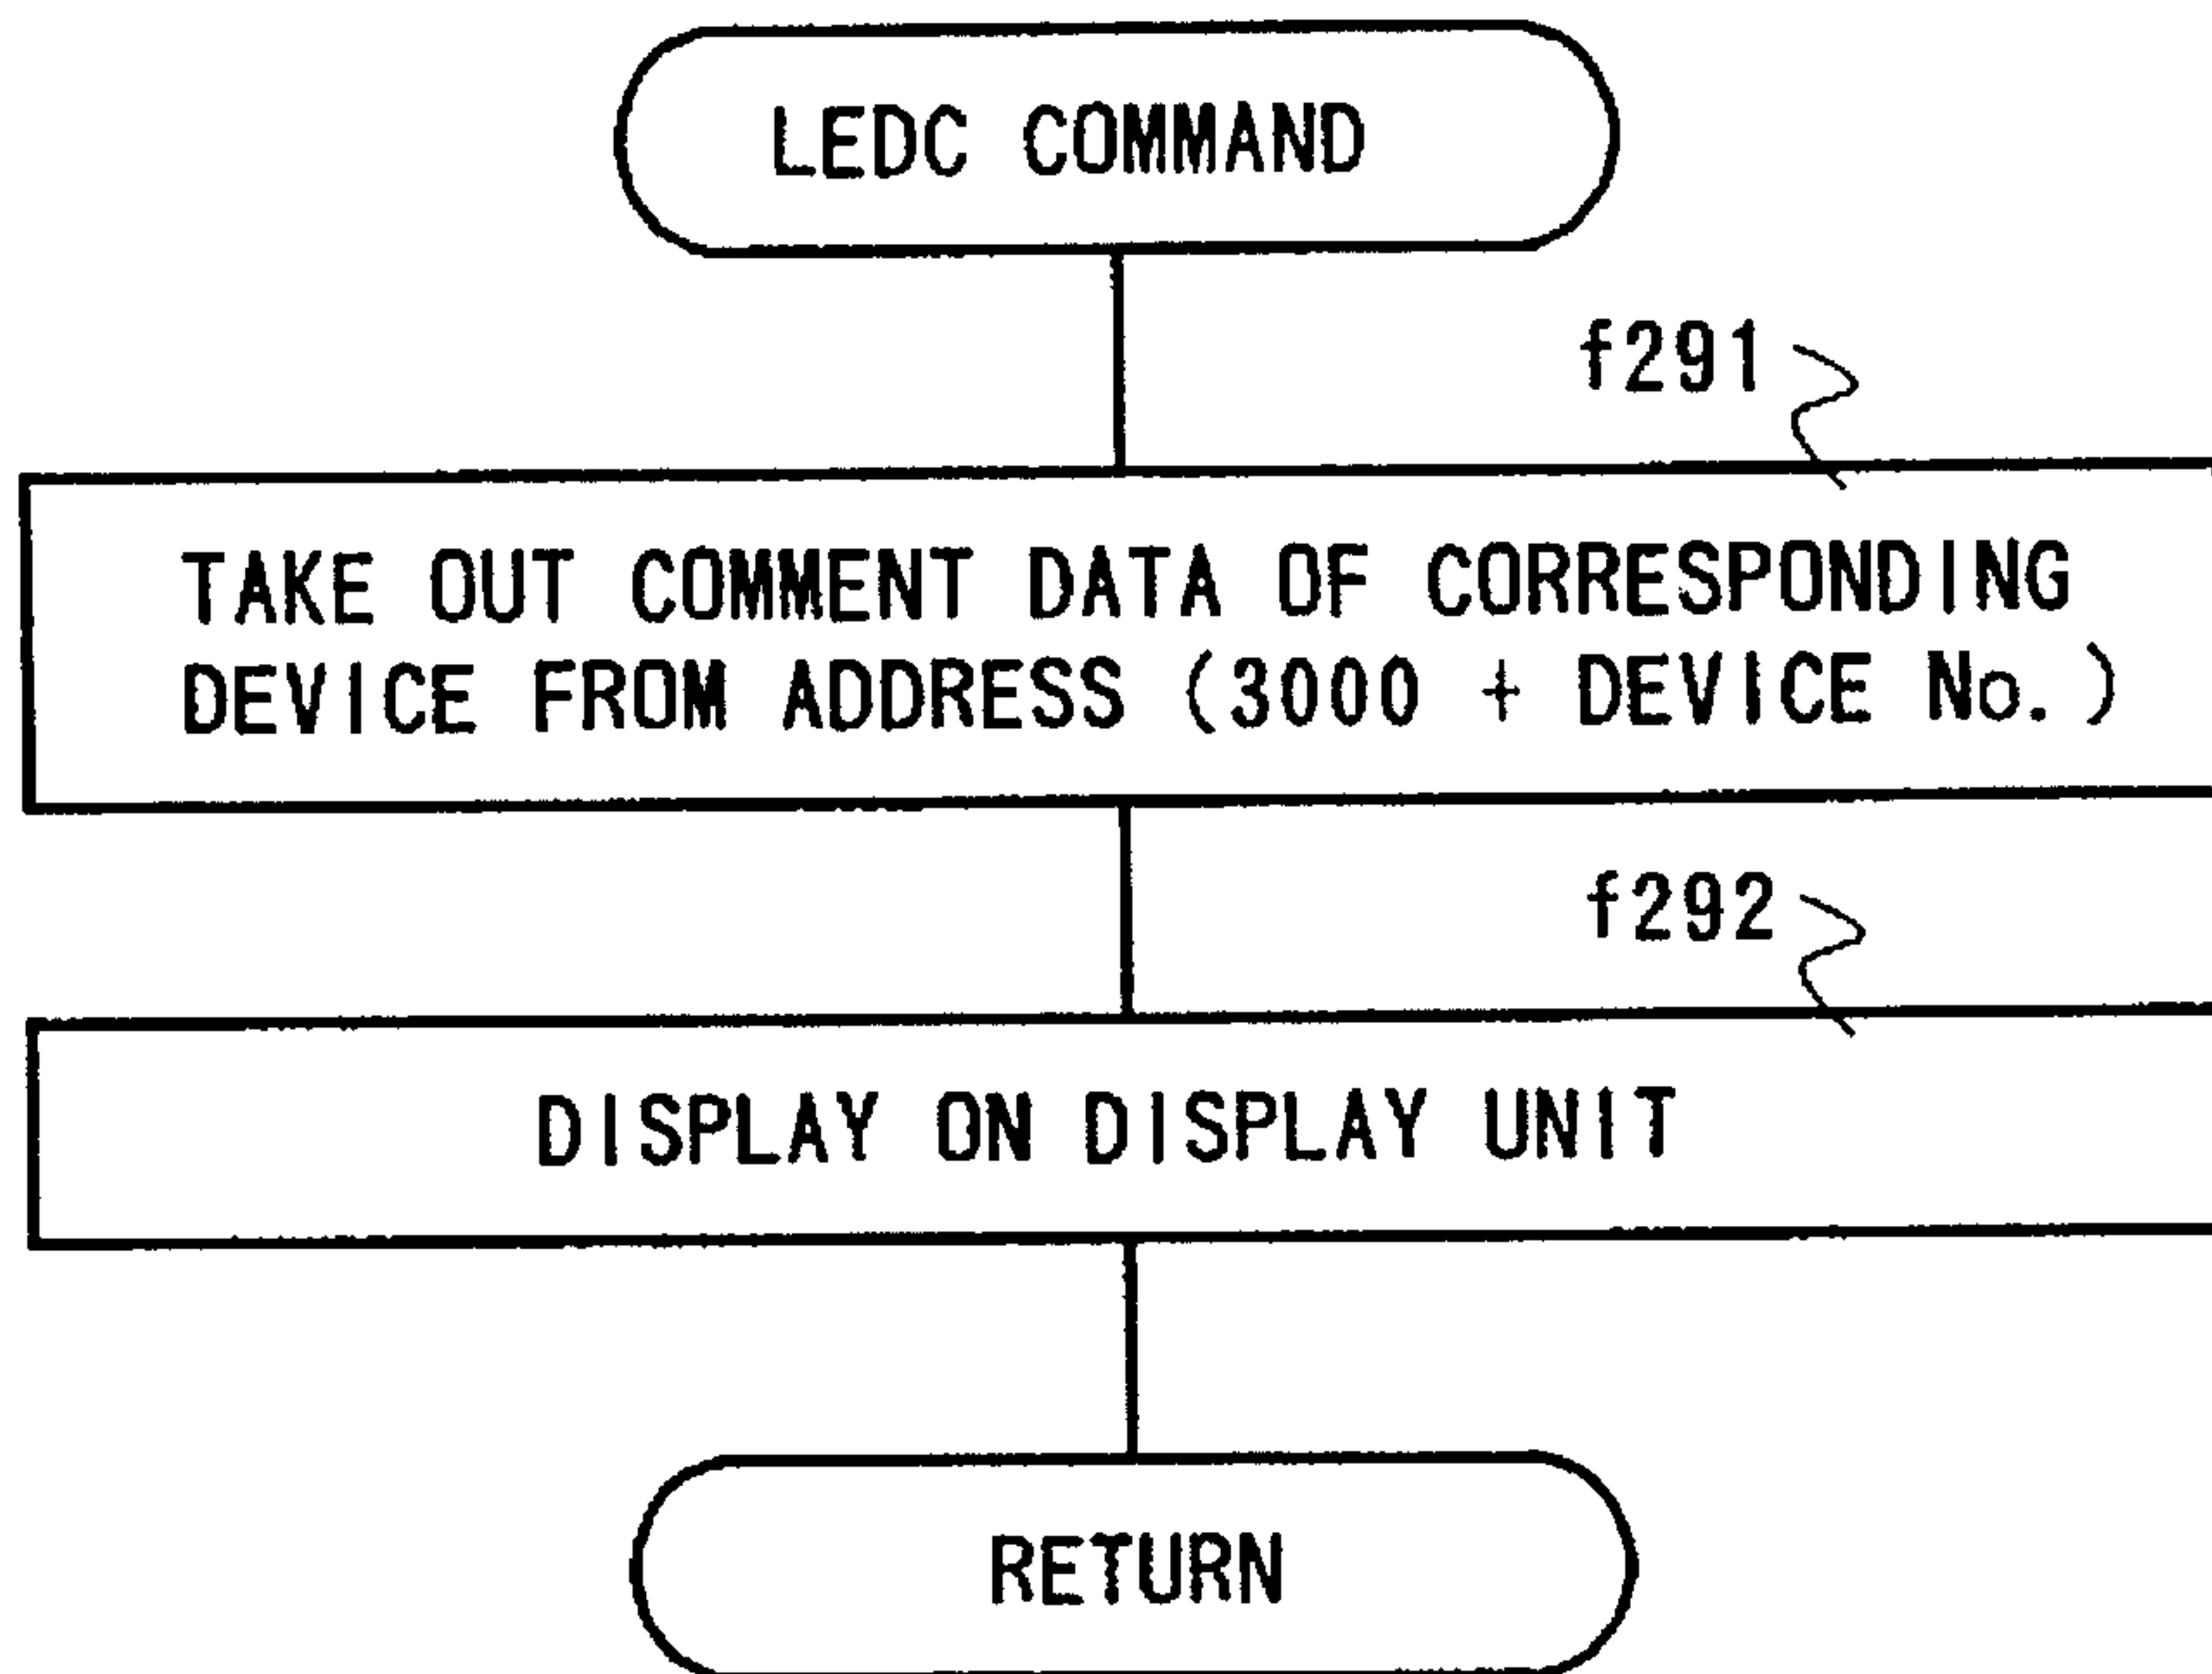 LEDC COMMAND
f291
TAKE OUT COMMENT DATA OF CORRESPONDING
DEVICE FROM ADDRESS (3000 + DEVICE No.)
f292
DISPLAY ON DISPLAY UNIT
RETURN